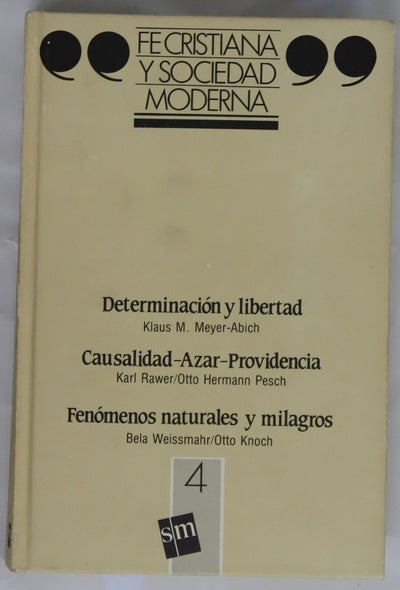 FE CRISTIANA
Y SOCIEDAD
MODERNA
Determinación y libertad
Klaus M. Meyer-Abich
Causalidad-Azar-Providencia
Karl Rawer/Otto Hermann Pesch
Fenómenos naturales y milagros
Bela Weissmahr/Otto Knoch
4
sm